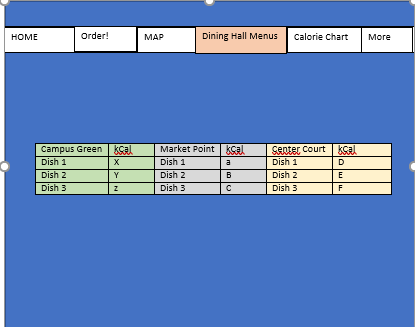 HOME Order! MAP Dining Hall Menus Calorie Chart More
Campus Green kCal Market Point kCal Center Court kCal
Dish 1 X Dish 1 a Dish 1 D
Dish 2 Y Dish 2 B Dish 2 E
Dish 3 z Dish 3 C Dish 3 F